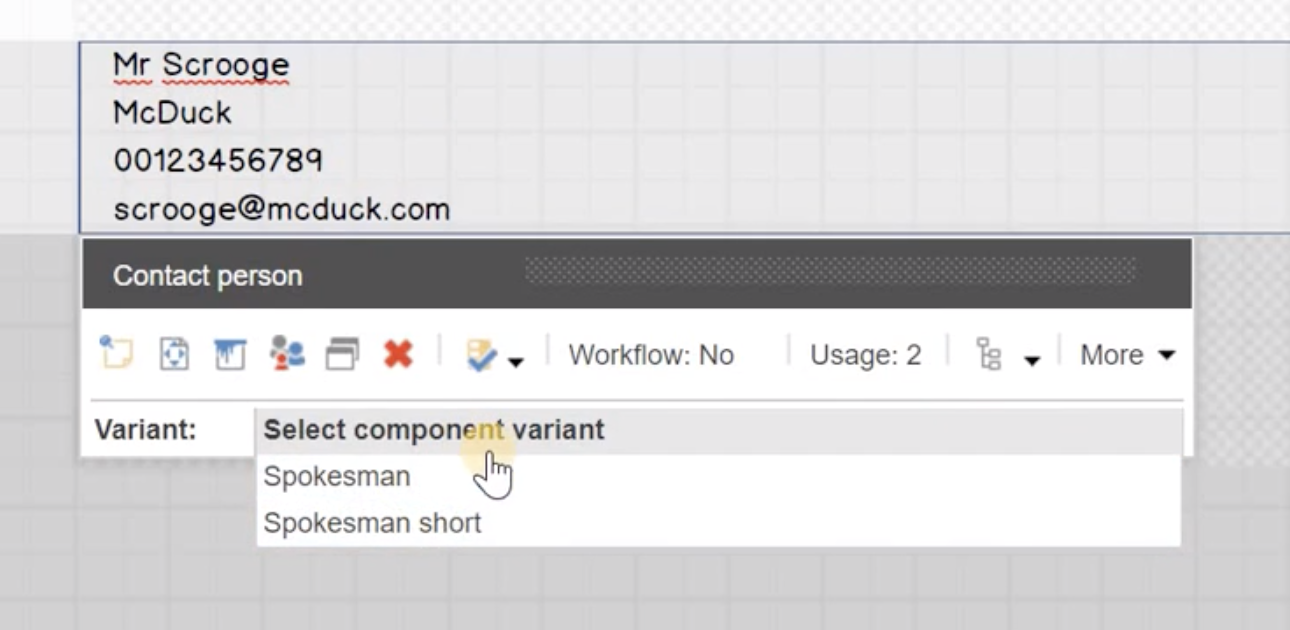 Mr Scrooge
McDuck
00123456789
scrooge@mcduck.com
Contact person
Workflow: No Usage: 2 More
Variant: Select component variant
Spokesman
Spokesman short